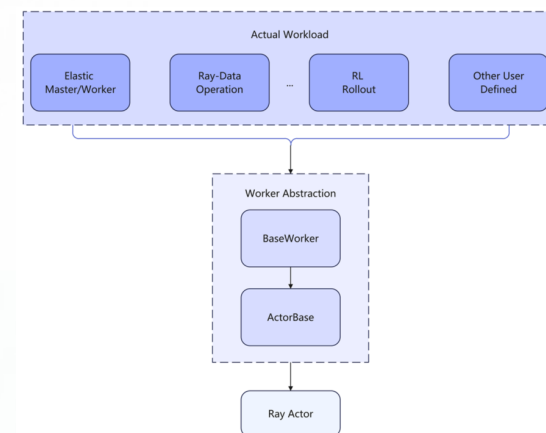 Actual Workload
Elastic
Master/Worker
Ray-Data
Operation
...
RL
Rollout
Other User
Defined
Worker Abstraction
BaseWorker
ActorBase
Ray Actor